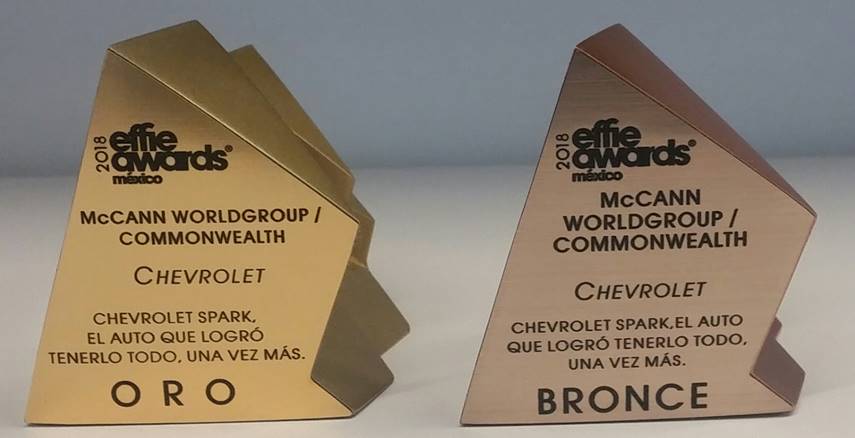 2018
effie
awards®
méxico
McCANN WORLDGROUP /
COMMONWEALTH
CHEVROLET
CHEVROLET SPARK,
EL AUTO QUE LOGRÓ
TENERLO TODO, UNA VEZ MÁS.
ORO
2018
effie
awards®
méxico
McCANN
WORLDGROUP /
COMMONWEALTH
CHEVROLET
CHEVROLET SPARK,EL AUTO
QUE LOGRÓ TENERLO TODO,
UNA VEZ MÁS.
BRONCE